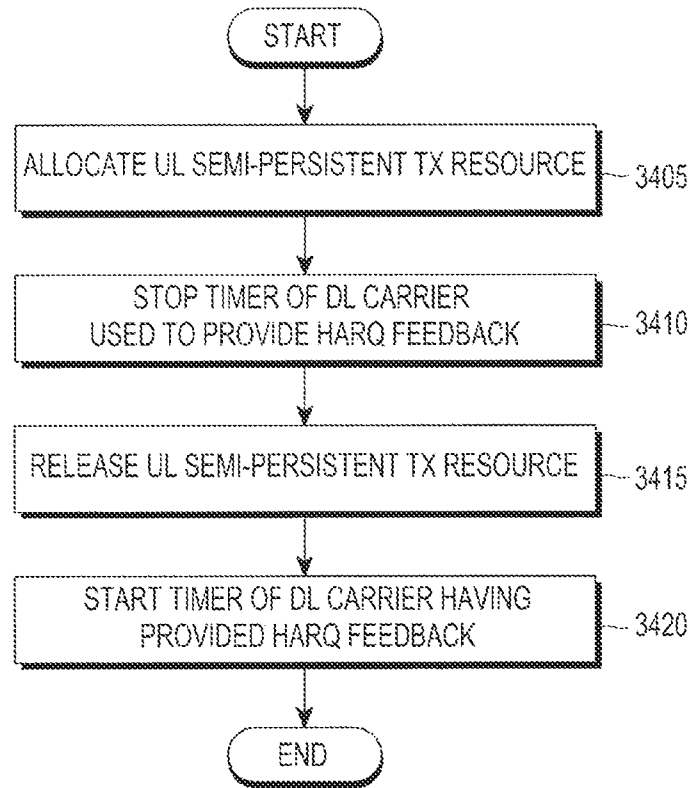 START
ALLOCATE UL SEMI-PERSISTENT TX RESOURCE
3405
STOP TIMER OF DL CARRIER
USED TO PROVIDE HARQ FEEDBACK
3410
RELEASE UL SEMI-PERSISTENT TX RESOURCE
3415
START TIMER OF DL CARRIER HAVING
PROVIDED HARQ FEEDBACK
3420
END